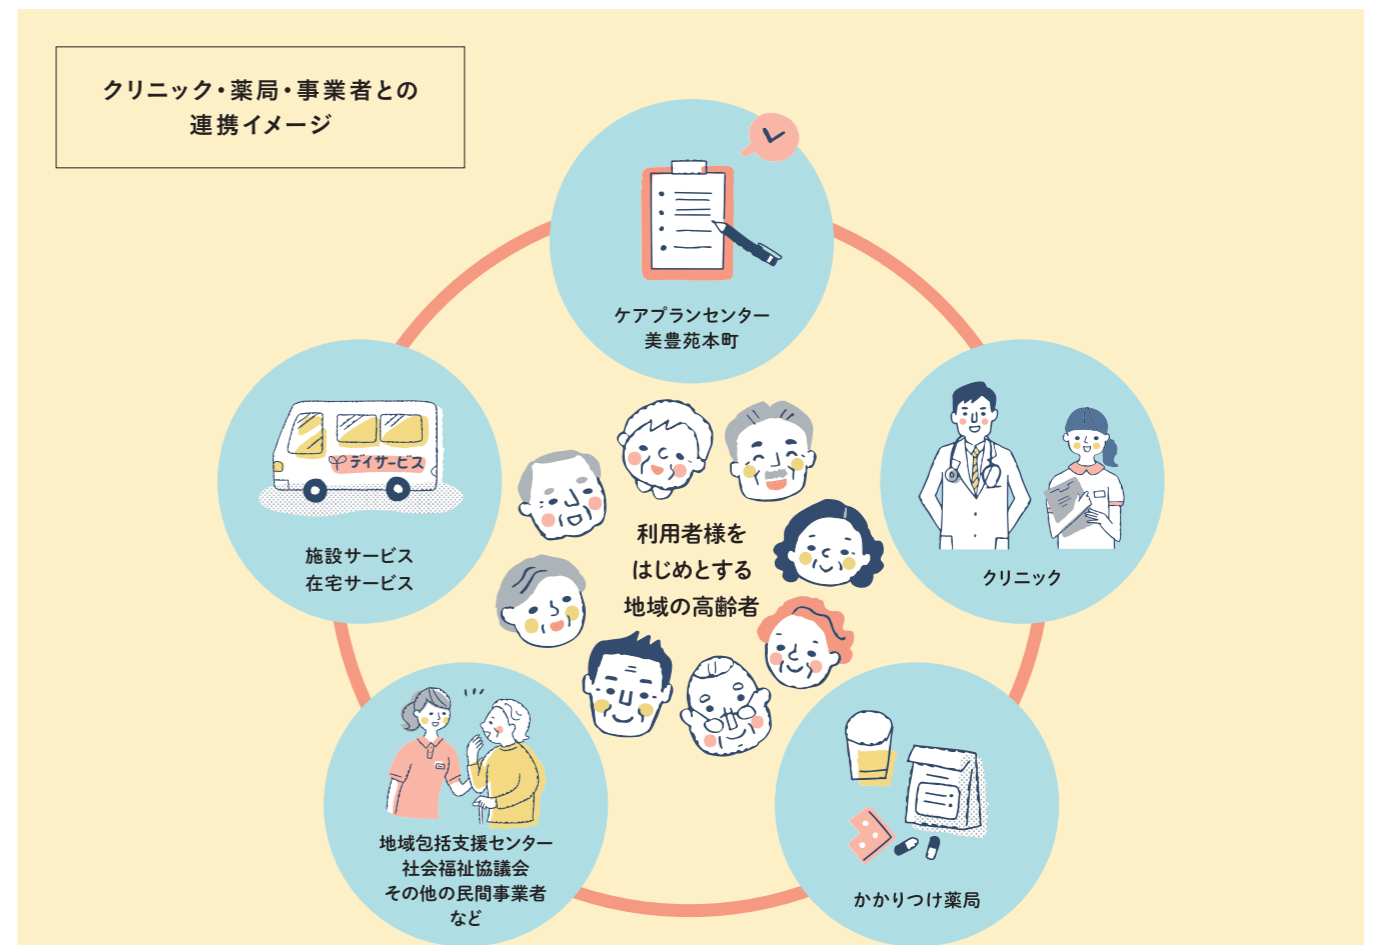 クリニック・薬局・事業者との
連携イメージ
ケアプランセンター
美豊苑本町
デイサービス
施設サービス
在宅サービス
利用者様を
はじめとする
地域の高齢者
クリニック
地域包括支援センター
社会福祉協議会
その他の民間事業者
など
かかりつけ薬局